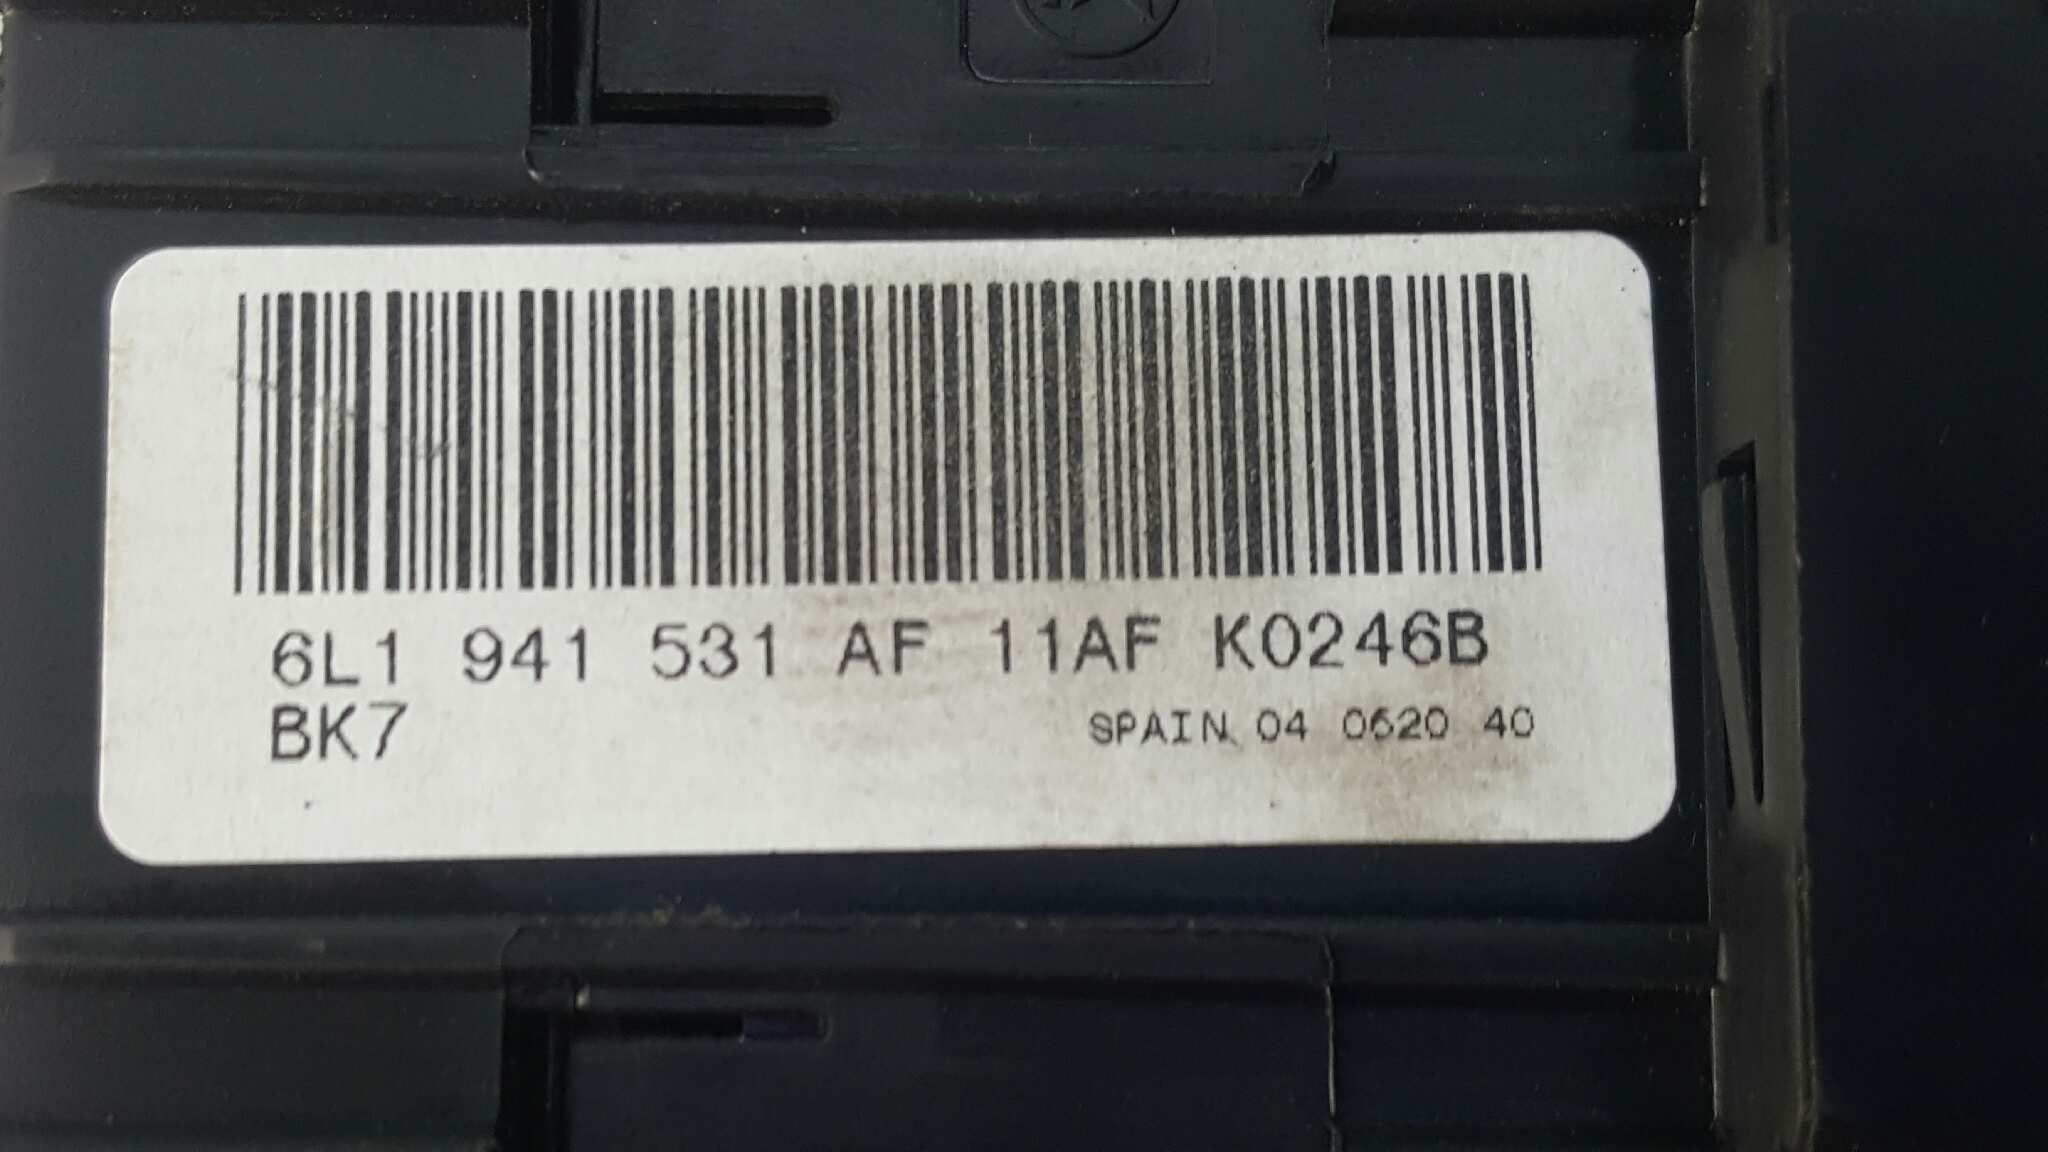 6L1 941 531 AF 11AF K0246B
BK7
SPAIN 04 0620 40